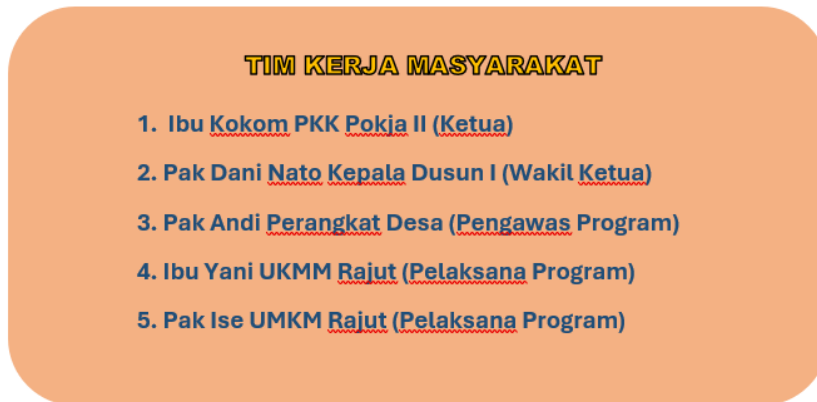 TIM KERJA MASYARAKAT
1. Ibu Kokom PKK Pokja II (Ketua)
2. Pak Dani Nato Kepala Dusun I (Wakil Ketua)
3. Pak Andi Perangkat Desa (Pengawas Program)
4. Ibu Yani UKMM Rajut (Pelaksana Program)
5. Pak Ise UMKM Rajut (Pelaksana Program)